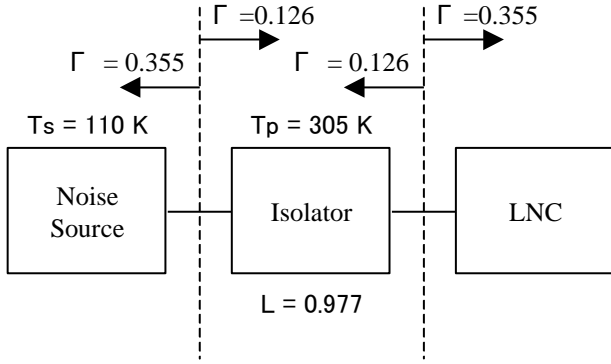 Γ =0.126
Γ =0.355
Γ = 0.355
Γ = 0.126
Ts = 110 K
Tp = 305 K
Noise
Source
Isolator
LNC
L = 0.977